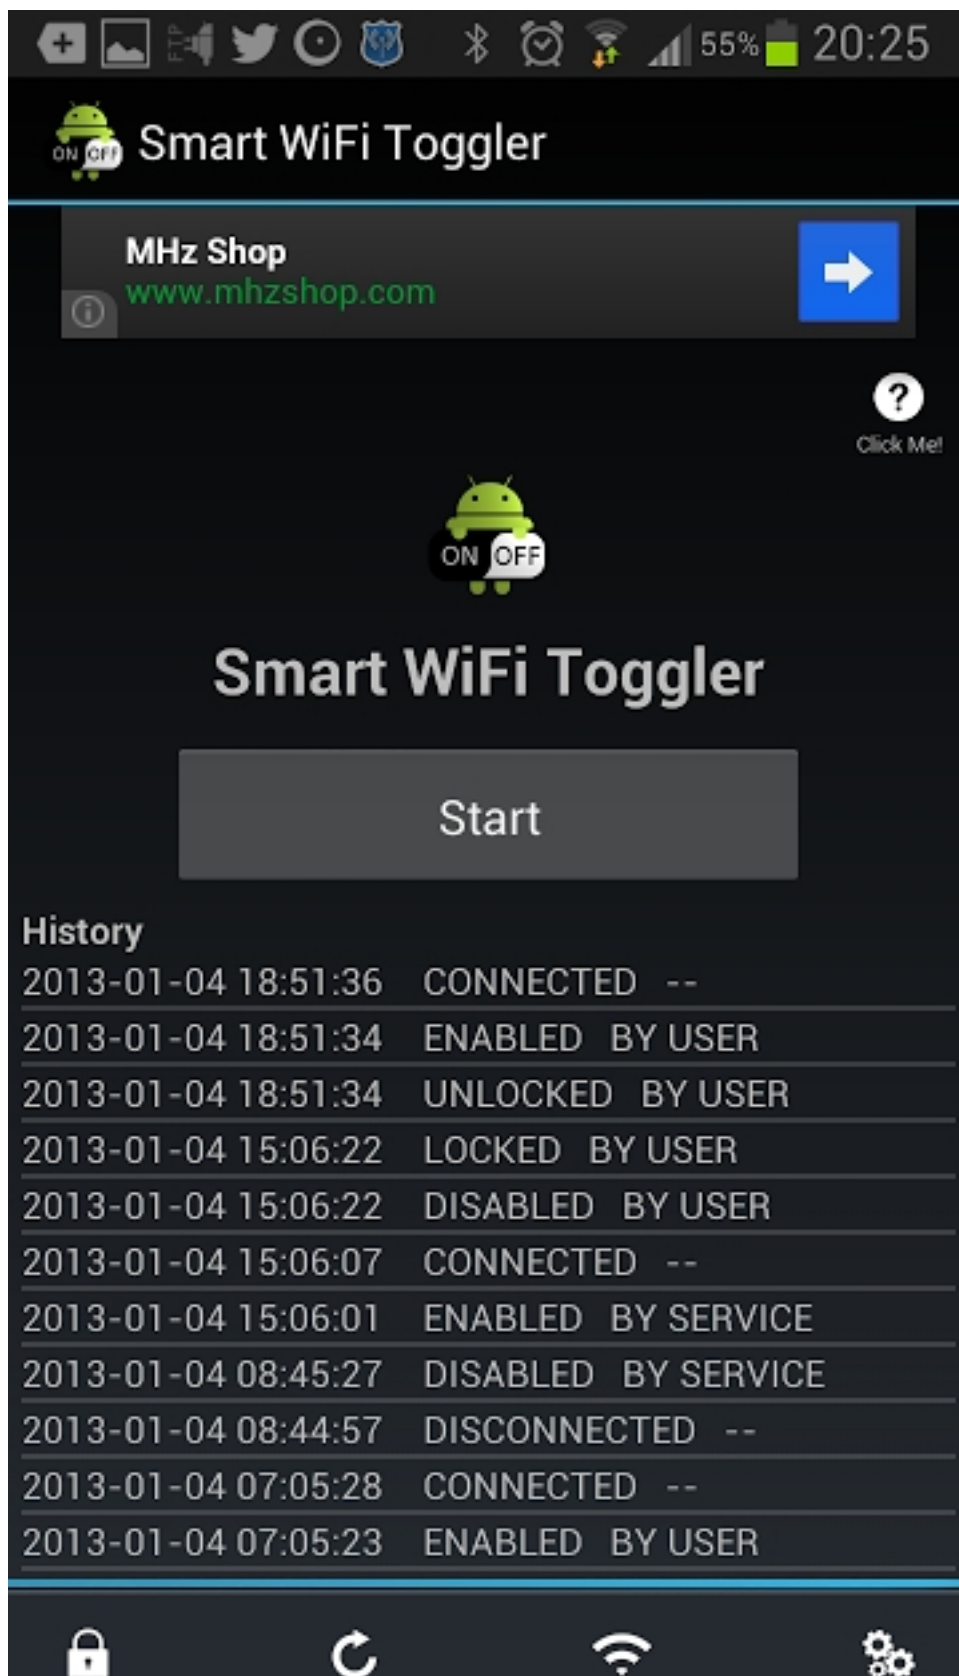 FTP 55% 20:25
ON OFF Smart WiFi Toggler
MHz Shop
www.mhzshop.com
?
Click Me!
ON OFF
Smart WiFi Toggler
Start
History
2013-01-04 18:51:36 CONNECTED --
2013-01-04 18:51:34 ENABLED BY USER
2013-01-04 18:51:34 UNLOCKED BY USER
2013-01-04 15:06:22 LOCKED BY USER
2013-01-04 15:06:22 DISABLED BY USER
2013-01-04 15:06:07 CONNECTED --
2013-01-04 15:06:01 ENABLED BY SERVICE
2013-01-04 08:45:27 DISABLED BY SERVICE
2013-01-04 08:44:57 DISCONNECTED --
2013-01-04 07:05:28 CONNECTED --
2013-01-04 07:05:23 ENABLED BY USER